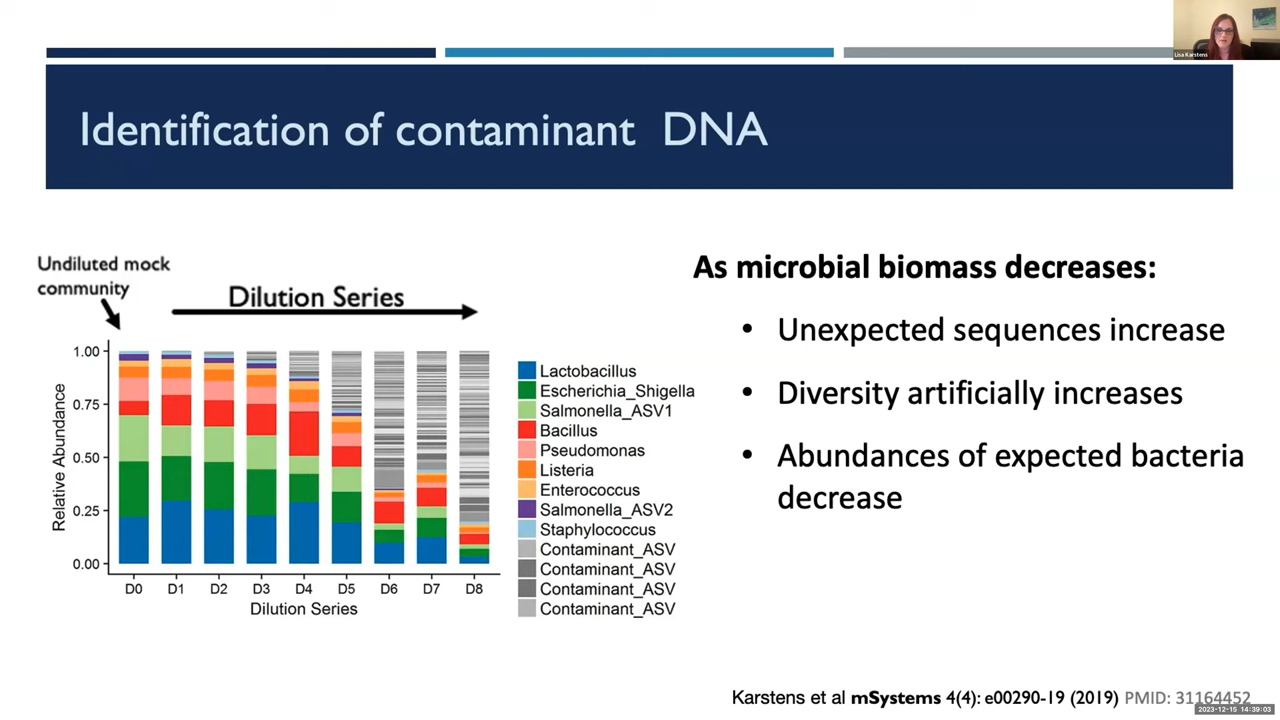 Lisa Karstens
Identification of contaminant DNA
Undiluted mock
community
Dilution Series
1.00
0.75
0.50
0.25
0.00
Relative Abundance
D0 D1 D2 D3 D4 D5 D6 D7 D8
Dilution Series
Lactobacillus
Escherichia_Shigella
Salmonella_ASV1
Bacillus
Pseudomonas
Listeria
Enterococcus
Salmonella_ASV2
Staphylococcus
Contaminant_ASV
Contaminant_ASV
Contaminant_ASV
Contaminant_ASV
As microbial biomass decreases:
• Unexpected sequences increase
• Diversity artificially increases
• Abundances of expected bacteria
decrease
Karstens et al mSystems 4(4): e00290-19 (2019) PMID: 31164452
2023-12-15 14:39:03